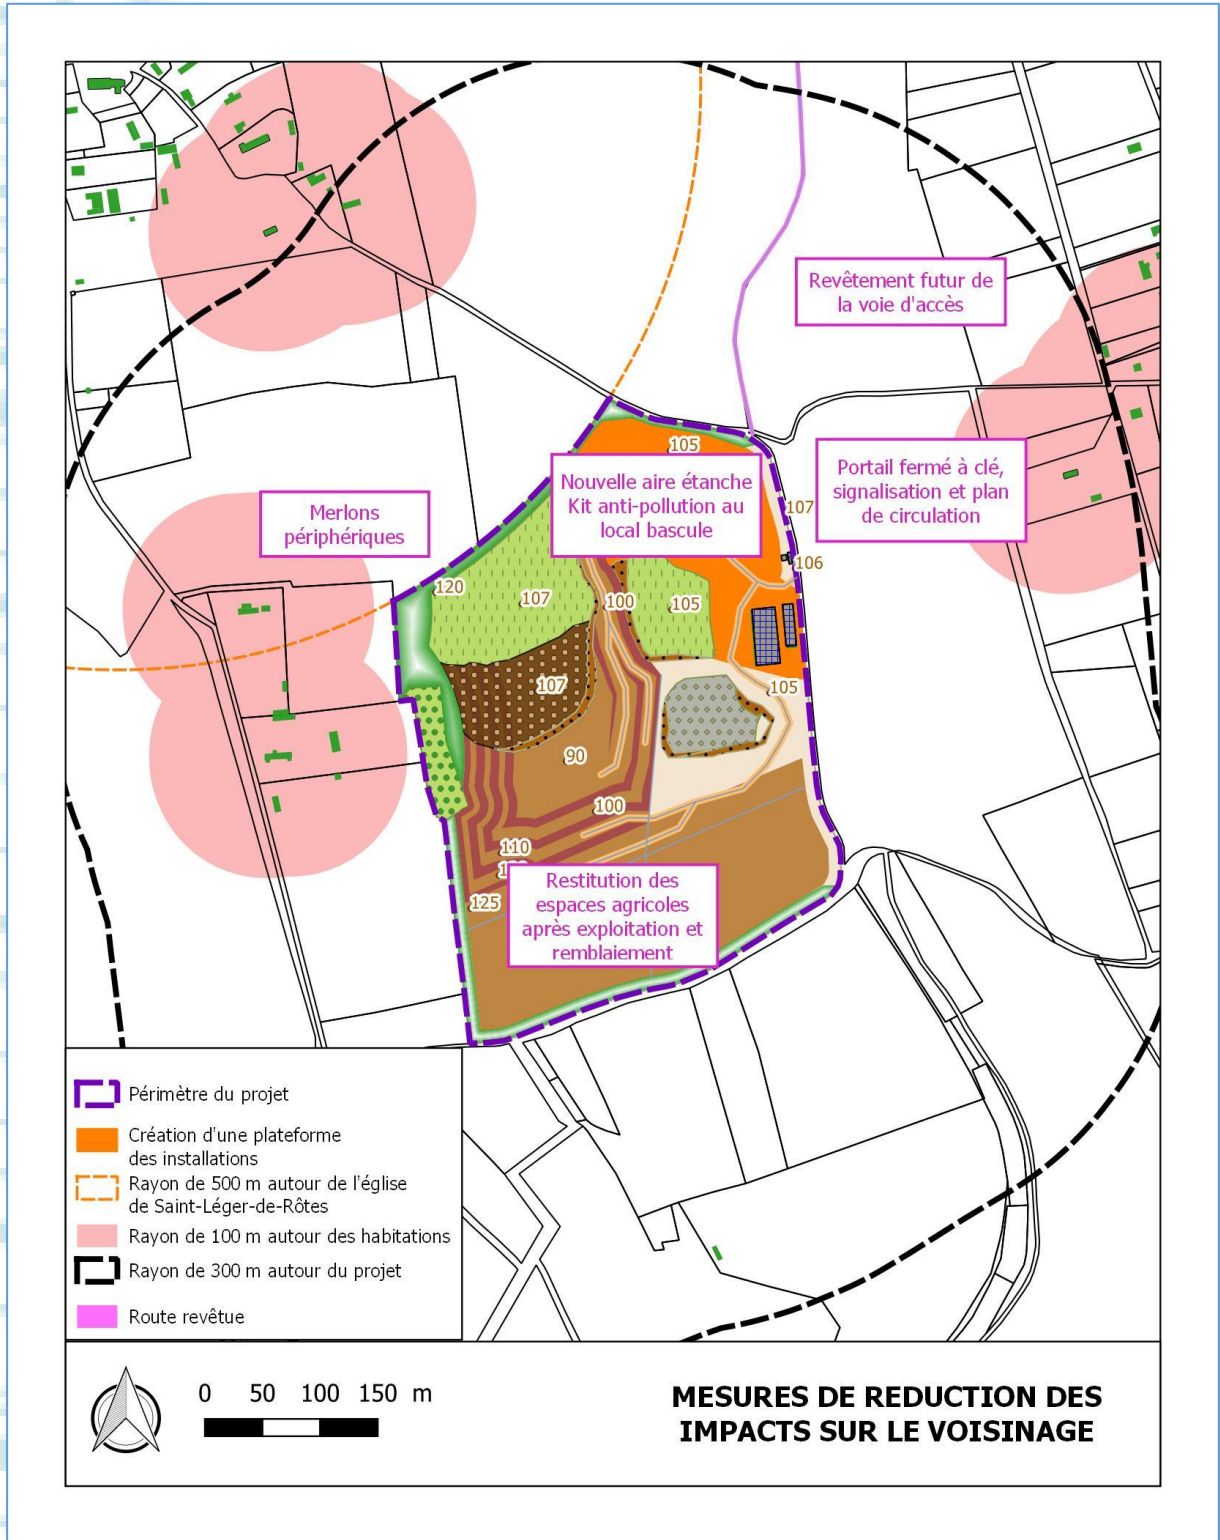 Revêtement futur de
la voie d'accès
105
Nouvelle aire étanche
Kit anti-pollution au
local bascule
Portail fermé à clé,
signalisation et plan
de circulation
Merlons
périphériques
107
106
120
107
100
105
107
105
90
100
110
125
Restitution des
espaces agricoles
après exploitation et
remblaiement
Périmètre du projet
Création d'une plateforme
des installations
Rayon de 500 m autour de l'église
de Saint-Léger-de-Rôtes
Rayon de 100 m autour des habitations
Rayon de 300 m autour du projet
Route revêtue
0 50 100 150 m
MESURES DE REDUCTION DES
IMPACTS SUR LE VOISINAGE